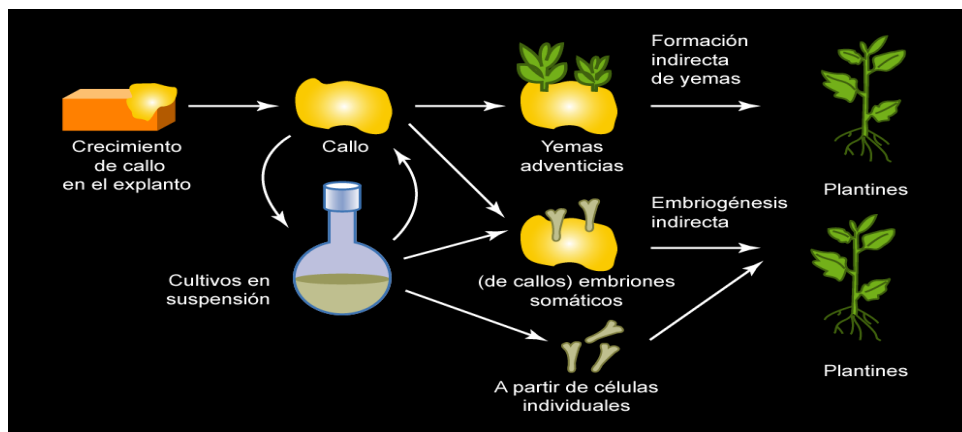 Crecimiento
de callo
en el explanto
Callo
Yemas
adventicias
Formación
indirecta
de yemas
Plantines
Cultivos en
suspensión
(de callos) embriones
somáticos
Embriogénesis
indirecta
A partir de células
individuales
Plantines